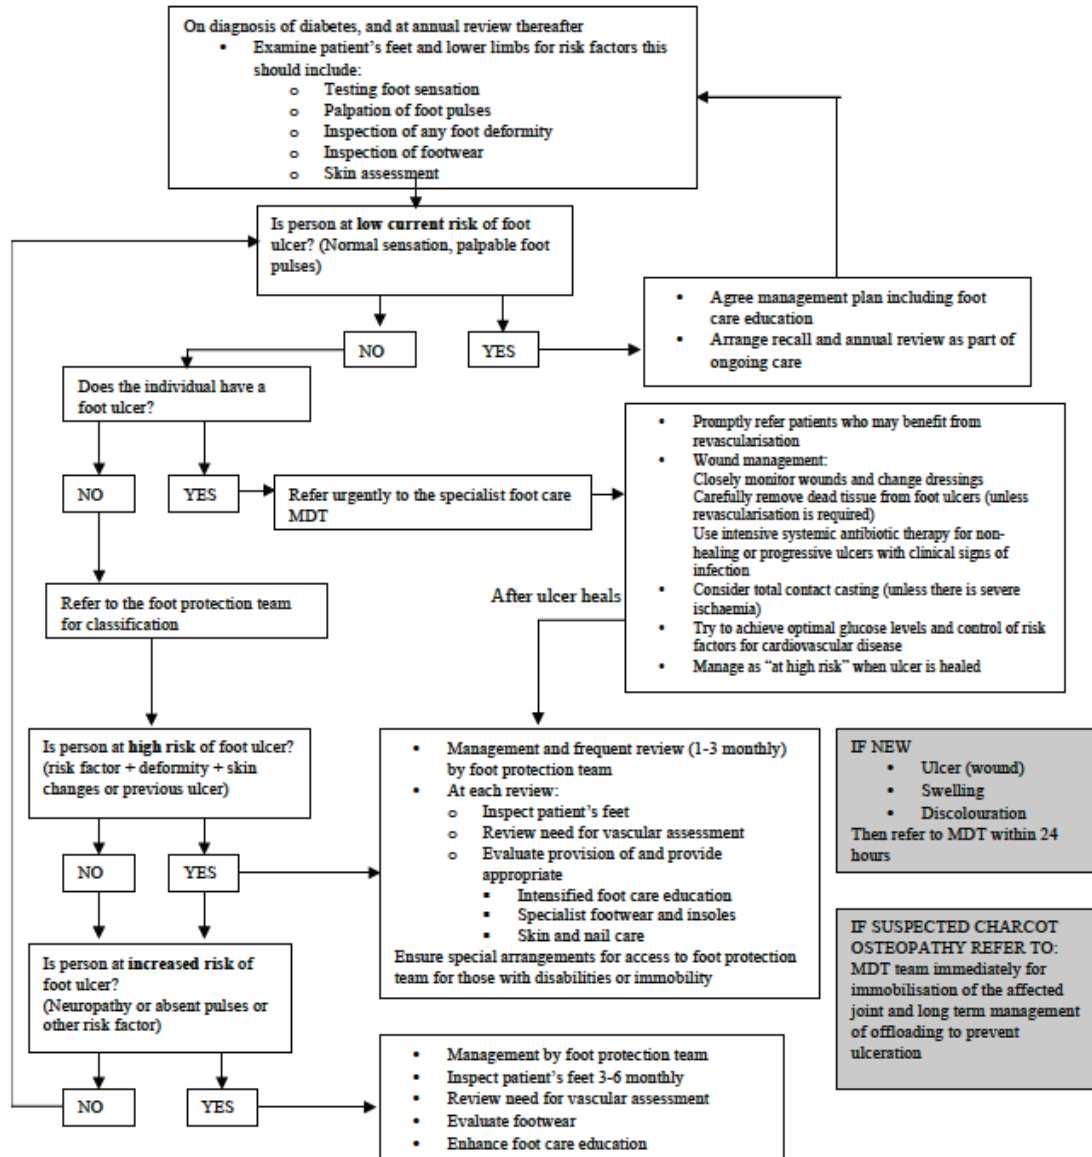 On diagnosis of diabetes, and at annual review thereafter
• Examine patient's feet and lower limbs for risk factors this
should include:
o Testing foot sensation
o Palpation of foot pulses
o Inspection of any foot deformity
o Inspection of footwear
o Skin assessment
Is person at low current risk of foot
ulcer? (Normal sensation, palpable foot
pulses)
NO
YES
• Agree management plan including foot
care education
• Arrange recall and annual review as part of
ongoing care
Does the individual have a
foot ulcer?
NO
YES
Refer urgently to the specialist foot care
MDT
• Promptly refer patients who may benefit from
revascularisation
• Wound management:
Closely monitor wounds and change dressings
Carefully remove dead tissue from foot ulcers (unless
revascularisation is required)
Use intensive systemic antibiotic therapy for non-
healing or progressive ulcers with clinical signs of
infection
• Consider total contact casting (unless there is severe
ischaemia)
• Try to achieve optimal glucose levels and control of risk
factors for cardiovascular disease
• Manage as "at high risk" when ulcer is healed
After ulcer heals
Refer to the foot protection team
for classification
Is person at high risk of foot ulcer?
(risk factor + deformity + skin
changes or previous ulcer)
NO
YES
• Management and frequent review (1-3 monthly)
by foot protection team
• At each review:
o Inspect patient's feet
o Review need for vascular assessment
o Evaluate provision of and provide
appropriate
▪ Intensified foot care education
▪ Specialist footwear and insoles
▪ Skin and nail care
Ensure special arrangements for access to foot protection
team for those with disabilities or immobility
IF NEW
• Ulcer (wound)
• Swelling
• Discolouration
Then refer to MDT within 24
hours
IF SUSPECTED CHARCOT
OSTEOPATHY REFER TO:
MDT team immediately for
immobilisation of the affected
joint and long term management
of offloading to prevent
ulceration
Is person at increased risk of
foot ulcer?
(Neuropathy or absent pulses or
other risk factor)
NO
YES
• Management by foot protection team
• Inspect patient's feet 3-6 monthly
• Review need for vascular assessment
• Evaluate footwear
• Enhance foot care education